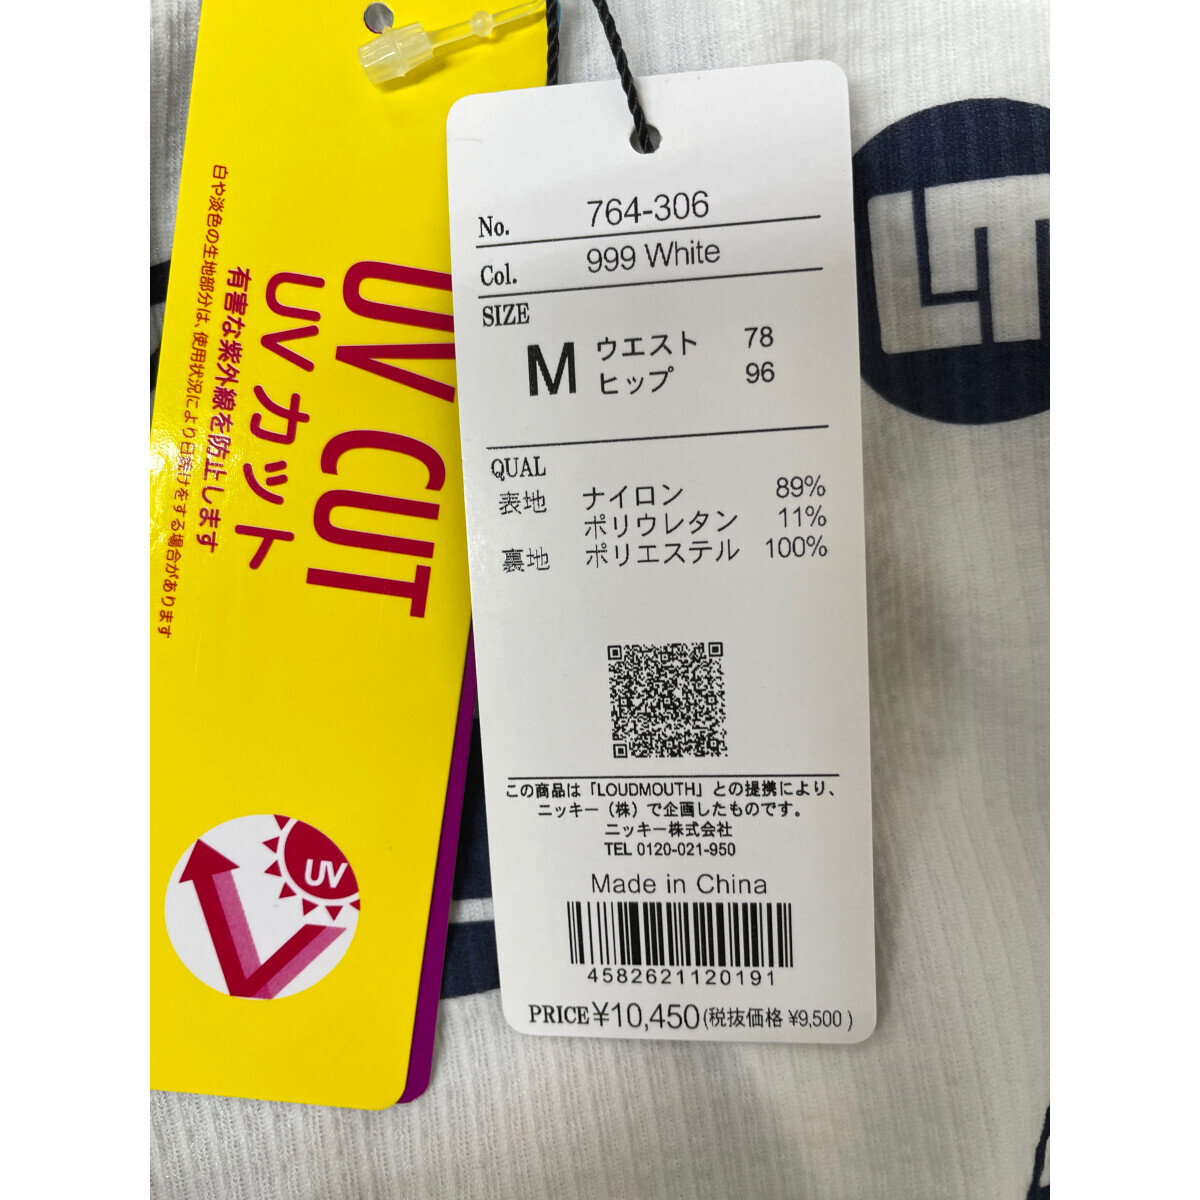 UV CUT
UVカット
有害な紫外線を防止します
白や淡色の生地部分は、使用状況により日焼けをする場合があります
UV
No. 764-306
Col. 999 White
SIZE
M ウエスト 78
ヒップ 96
QUAL
表地 ナイロン 89%
ポリウレタン 11%
裏地 ポリエステル 100%
この商品は「LOUDMOUTH」との提携により、
ニッキー（株）で企画したものです。
ニッキー株式会社
TEL 0120-021-950
Made in China
4582621120191
PRICE ¥10,450(税抜価格 ¥9,500 )